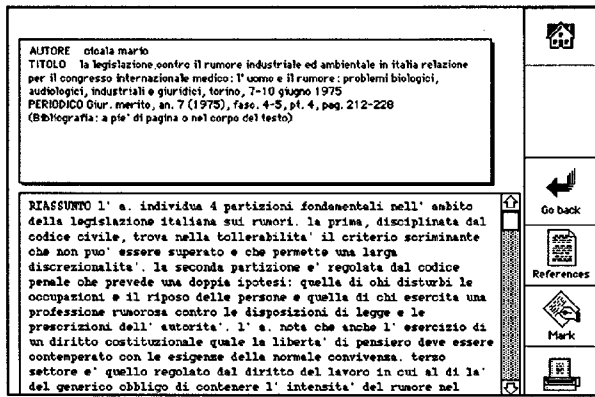 AUTORE cicala mario
TITOLO la legislazione contro il rumore industriale ed ambientale in italia relazione
per il congresso internazionale medico: l' uomo e il rumore: problemi biologici,
audiologici, industriali e giuridici, torino, 7-10 giugno 1975
PERIODICO Giur. merito, an. 7 (1975), fasc. 4-5, pt. 4, pag. 212-228
(Bibliografia: a pie' di pagina o nel corpo del testo)
RIASSUNTO l' a. individua 4 partizioni fondamentali nell' ambito
della legislazione italiana sui rumori. la prima, disciplinata dal
codice civile, trova nella tollerabilita' il criterio scriminante
che non puo' essere superato e che permette una larga
discrezionalita'. la seconda partizione e' regolata dal codice
penale che prevede una doppia ipotesi: quella di chi disturbi le
occupazioni e il riposo delle persone e quella di chi esercita una
professione rumorosa contro le disposizioni di legge e le
prescrizioni dell' autorita'. l' a. nota che anche l' esercizio di
un diritto costituzionale quale la liberta' di pensiero deve essere
contemperato con le esigenze della normale convivenza. terzo
settore e' quello regolato dal diritto del lavoro in cui al di la'
del generico obbligo di contenere l' intensita' del rumore nel
Go back
References
Mark